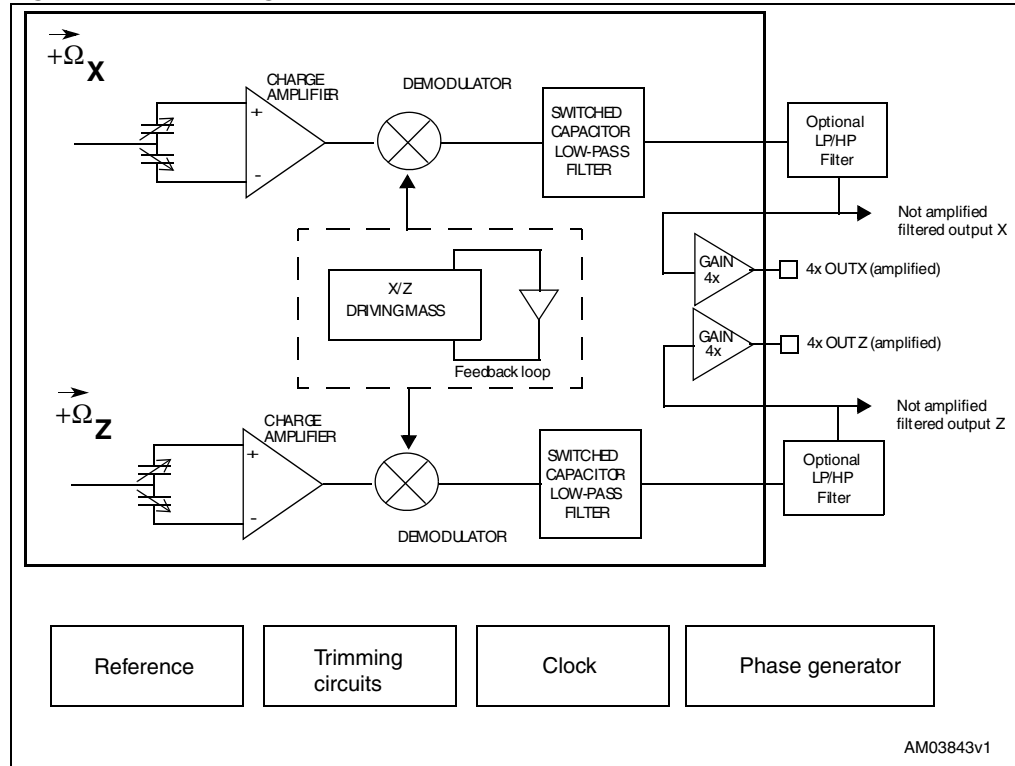 +Ω X
CHARGE
AMPLIFIER
+
-
DEMODULATOR
SWITCHED
CAPACITOR
LOW-PASS
FILTER
Optional
LP/HP
Filter
Not amplified
filtered output X
GAIN
4x
4x OUTX (amplified)
X/Z
DRIVING MASS
Feedback loop
GAIN
4x
4x OUTZ (amplified)
Not amplified
filtered output Z
+Ω Z
CHARGE
AMPLIFIER
+
-
DEMODULATOR
SWITCHED
CAPACITOR
LOW-PASS
FILTER
Optional
LP/HP
Filter
Reference
Trimming
circuits
Clock
Phase generator
AM03843v1